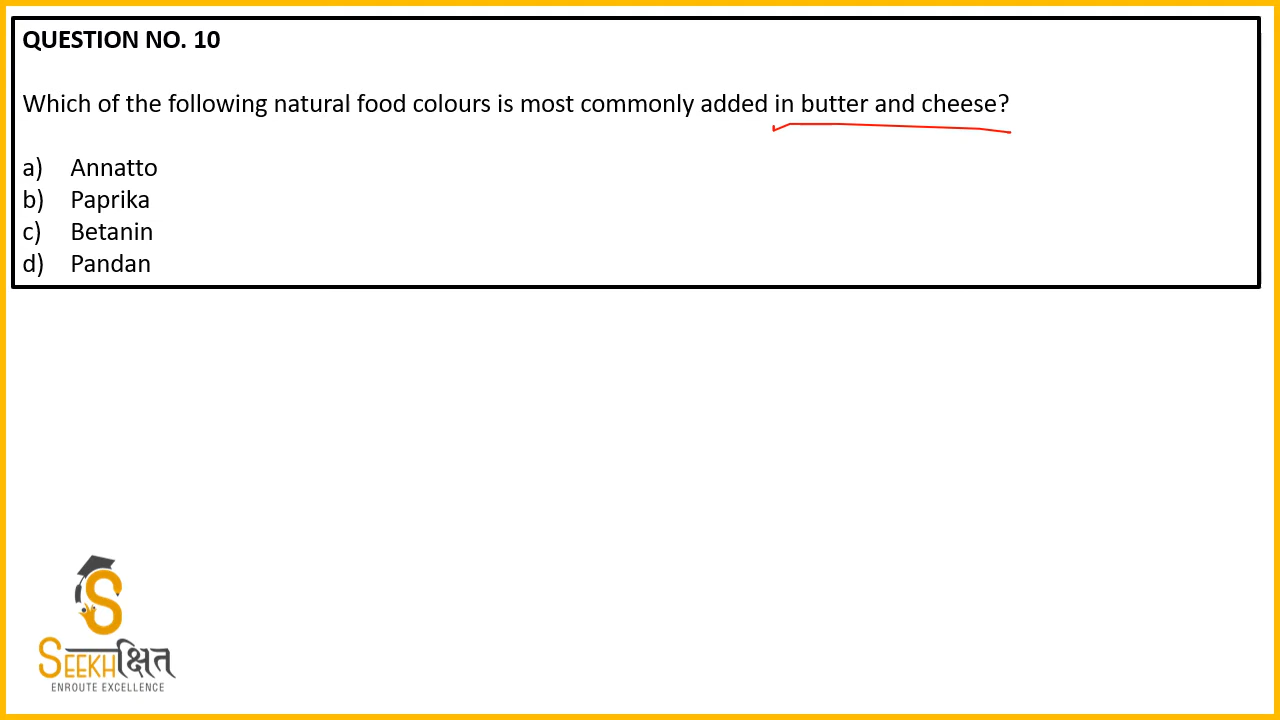 QUESTION NO. 10
Which of the following natural food colours is most commonly added in butter and cheese?
a) Annatto
b) Paprika
c) Betanin
d) Pandan
SEEKHक्षित
ENROUTE EXCELLENCE